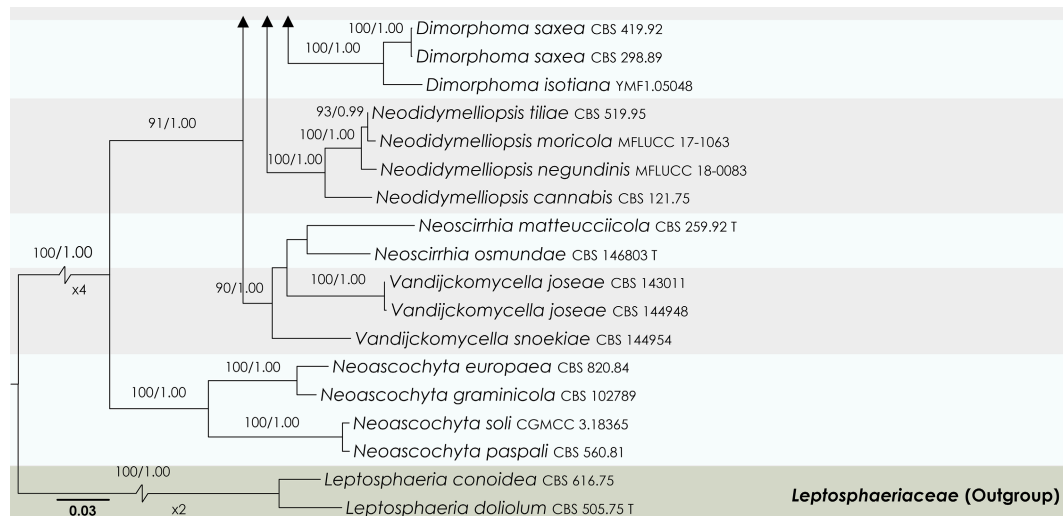 100/1.00 Dimorphoma saxea CBS 419.92
100/1.00 Dimorphoma saxea CBS 298.89
Dimorphoma isotiana YMF1.05048
93/0.99 Neodidymelliopsis tiliae CBS 519.95
91/1.00
100/1.00 Neodidymelliopsis moricola MFLUCC 17-1063
100/1.00 Neodidymelliopsis negundinis MFLUCC 18-0083
Neodidymelliopsis cannabis CBS 121.75
Neoscirrhia matteucciicola CBS 259.92 T
100/1.00 Neoscirrhia osmundae CBS 146803 T
x4
90/1.00 100/1.00 Vandijckomycella joseae CBS 143011
Vandijckomycella joseae CBS 144948
Vandijckomycella snoekiae CBS 144954
100/1.00 Neoascochyta europaea CBS 820.84
100/1.00 Neoascochyta graminicola CBS 102789
100/1.00 Neoascochyta soli CGMCC 3.18365
Neoascochyta paspali CBS 560.81
100/1.00 Leptosphaeria conoidea CBS 616.75
Leptosphaeriaceae (Outgroup)
0.03 x2 Leptosphaeria doliolum CBS 505.75 T